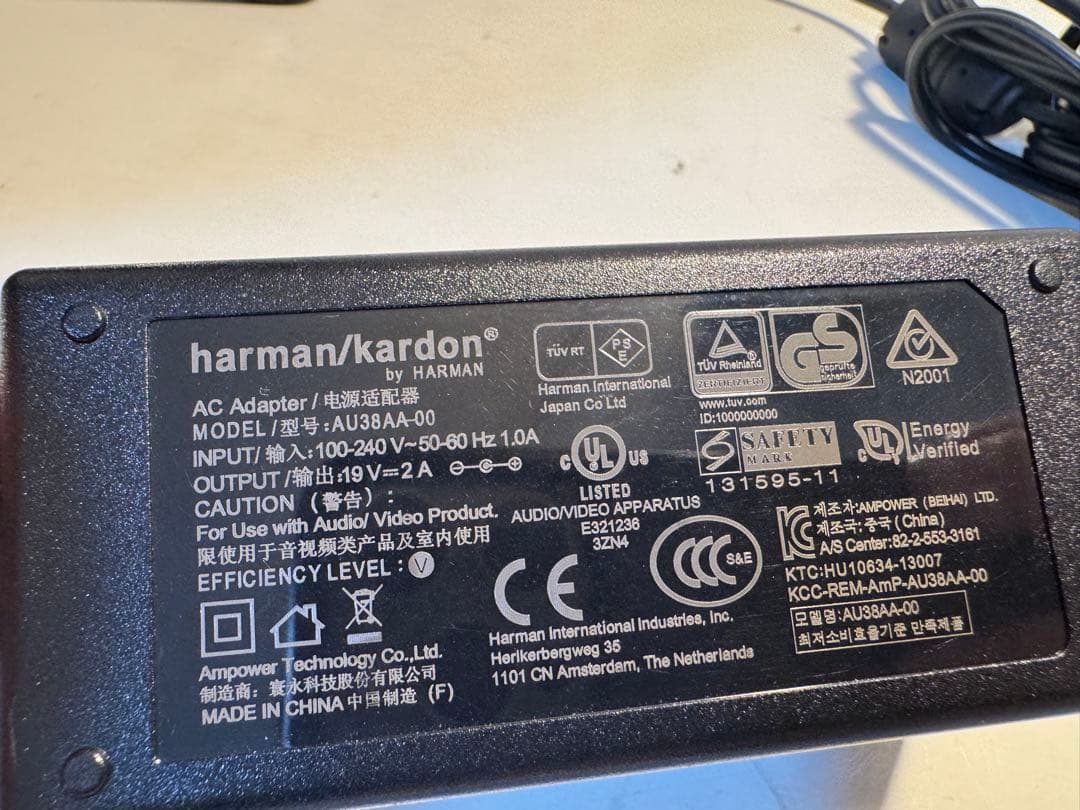 harman/kardon®
by HARMAN
AC Adapter / 电源适配器
MODEL / 型号: AU38AA-00
INPUT/ 输入: 100-240 V~50-60 Hz 1.0A
OUTPUT / 输出: 19 V⎓2 A
CAUTION (警告) :
For Use with Audio/ Video Product.
限使用于音视频类产品及室内使用
EFFICIENCY LEVEL : V
Ampower Technology Co.,Ltd.
制造商: 寰永科技股份有限公司
MADE IN CHINA 中国制造 (F)
TÜV RT
PS
E
Harman International
Japan Co Ltd
c UL US
LISTED
AUDIO/VIDEO APPARATUS
E321236
3ZN4
CE
CCC S&E
Harman International Industries, Inc.
Herikerbergweg 35
1101 CN Amsterdam, The Netherlands
TÜV Rheinland
ZERTIFIZIERT
GS
geprüfte
Sicherheit
www.tuv.com
ID:1000000000
N2001
S SAFETY
MARK
131595-11
c UL
Energy
Verified
제조자:AMPOWER (BEIHAI) LTD.
제조국: 중국 (China)
A/S Center:82-2-553-3161
KTC:HU10634-13007
KCC-REM-AmP-AU38AA-00
모델명:AU38AA-00
최저소비효율기준 만족제품